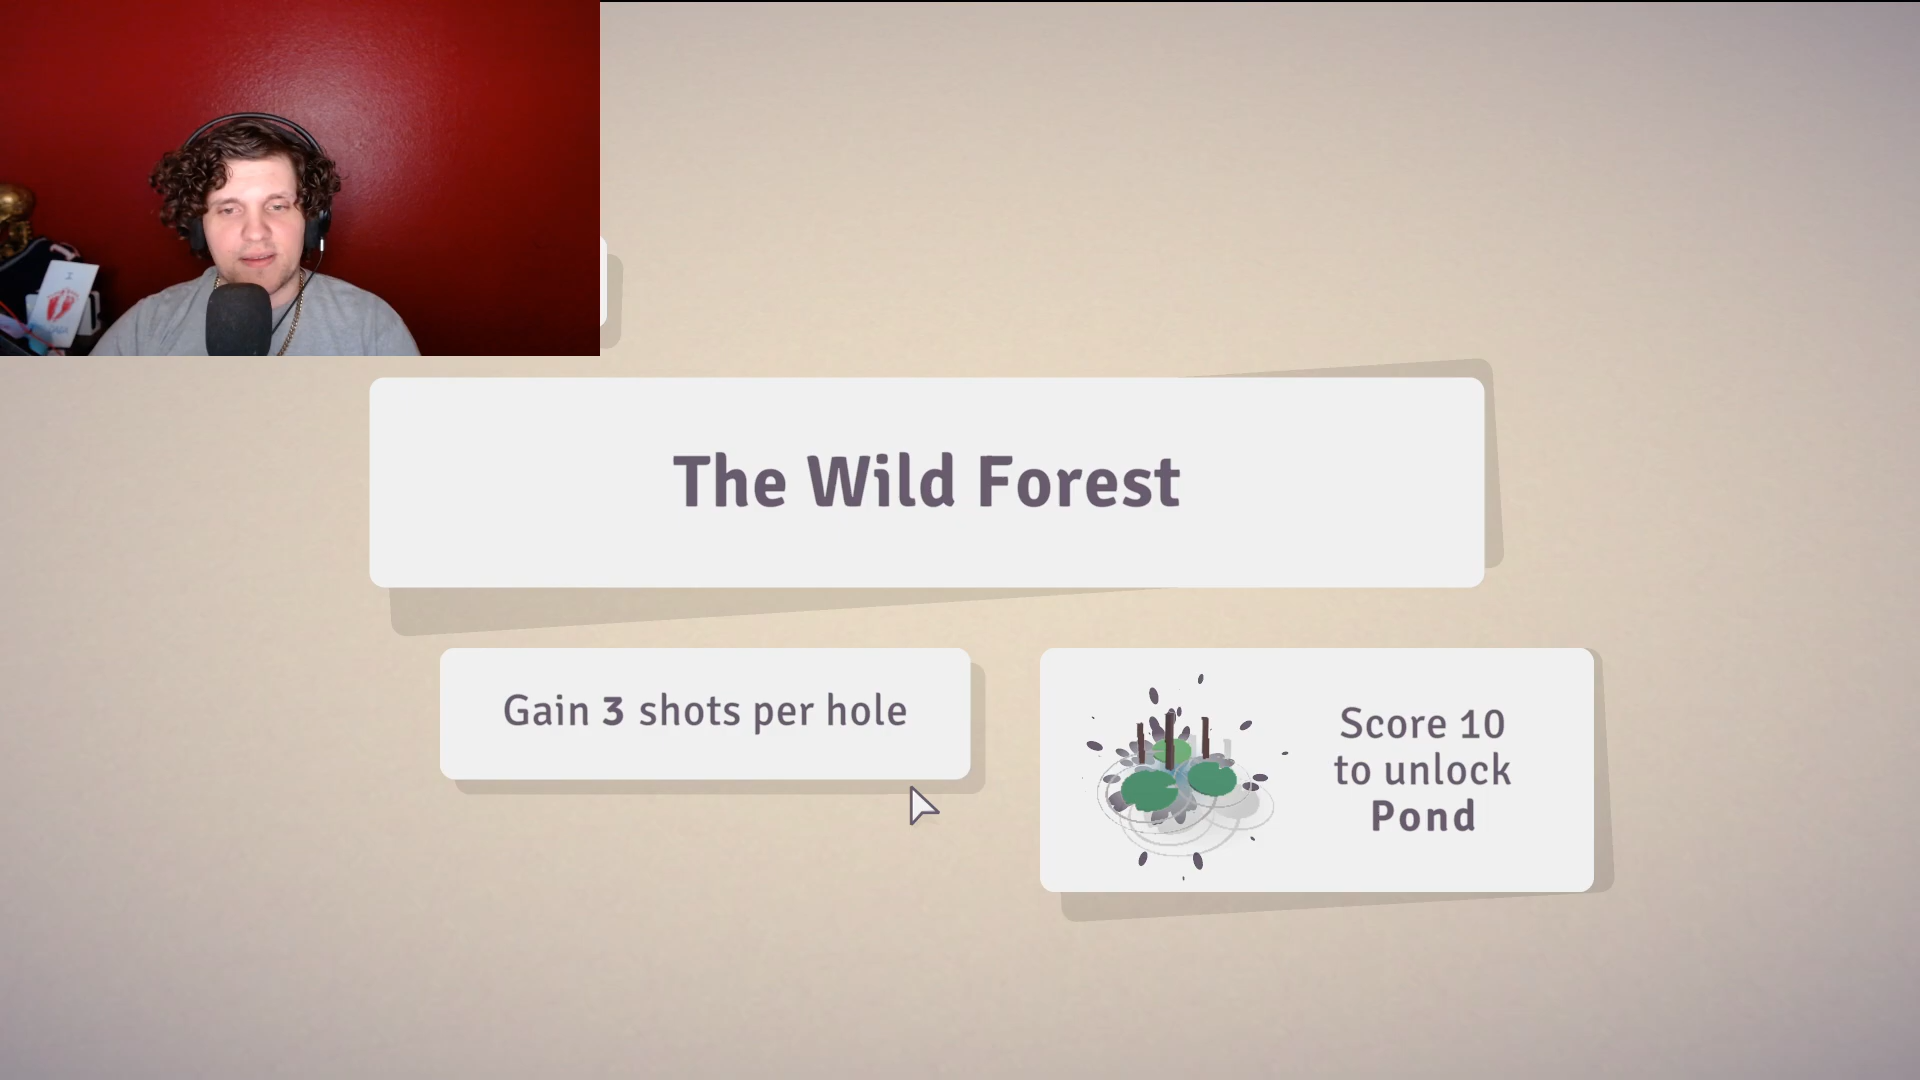 The Wild Forest
Gain 3 shots per hole
Score 10
to unlock
Pond